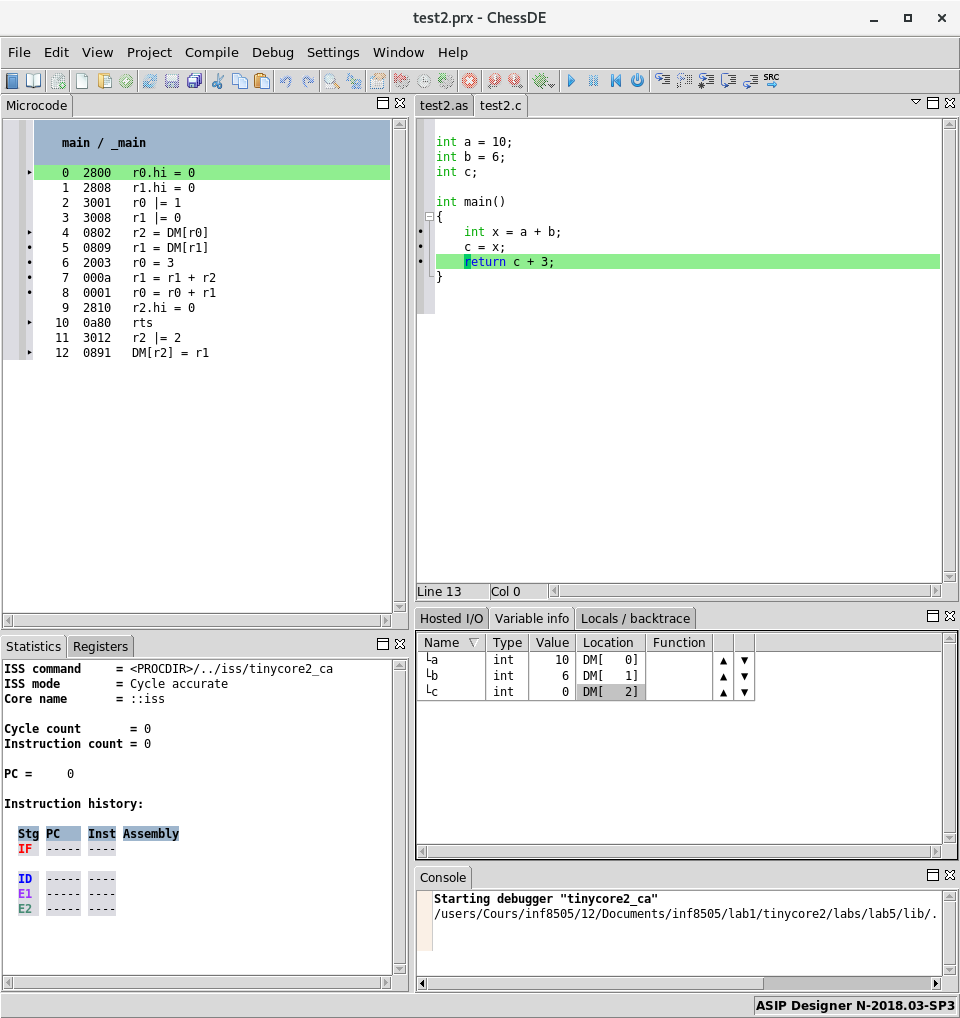 test2.prx - ChessDE
File Edit View Project Compile Debug Settings Window Help
SRC
Microcode
main / _main
0 2800 r0.hi = 0
1 2808 r1.hi = 0
2 3001 r0 |= 1
3 3008 r1 |= 0
4 0802 r2 = DM[r0]
5 0809 r1 = DM[r1]
6 2003 r0 = 3
7 000a r1 = r1 + r2
8 0001 r0 = r0 + r1
9 2810 r2.hi = 0
10 0a80 rts
11 3012 r2 |= 2
12 0891 DM[r2] = r1
test2.as test2.c
int a = 10;
int b = 6;
int c;
int main()
{
int x = a + b;
c = x;
return c + 3;
}
Line 13 Col 0
Statistics Registers
ISS command = <PROCDIR>/../iss/tinycore2_ca
ISS mode = Cycle accurate
Core name = ::iss
Cycle count = 0
Instruction count = 0
PC = 0
Instruction history:
Stg PC Inst Assembly
IF ----- ----
ID ----- ----
E1 ----- ----
E2 ----- ----
Hosted I/O Variable info Locals / backtrace
Name Type Value Location Function
a int 10 DM[ 0]
b int 6 DM[ 1]
c int 0 DM[ 2]
Console
Starting debugger "tinycore2_ca"
/users/Cours/inf8505/12/Documents/inf8505/lab1/tinycore2/labs/lab5/lib/.
ASIP Designer N-2018.03-SP3